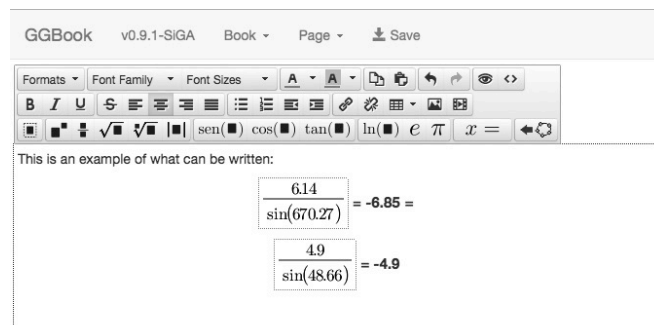 GGBook v0.9.1-SiGA Book Page Save
Formats Font Family Font Sizes A A
B I U S
√■ ∛■ |■| sen(■) cos(■) tan(■) ln(■) e π x =
This is an example of what can be written:
6.14
sin(670.27) = -6.85 =
4.9
sin(48.66) = -4.9